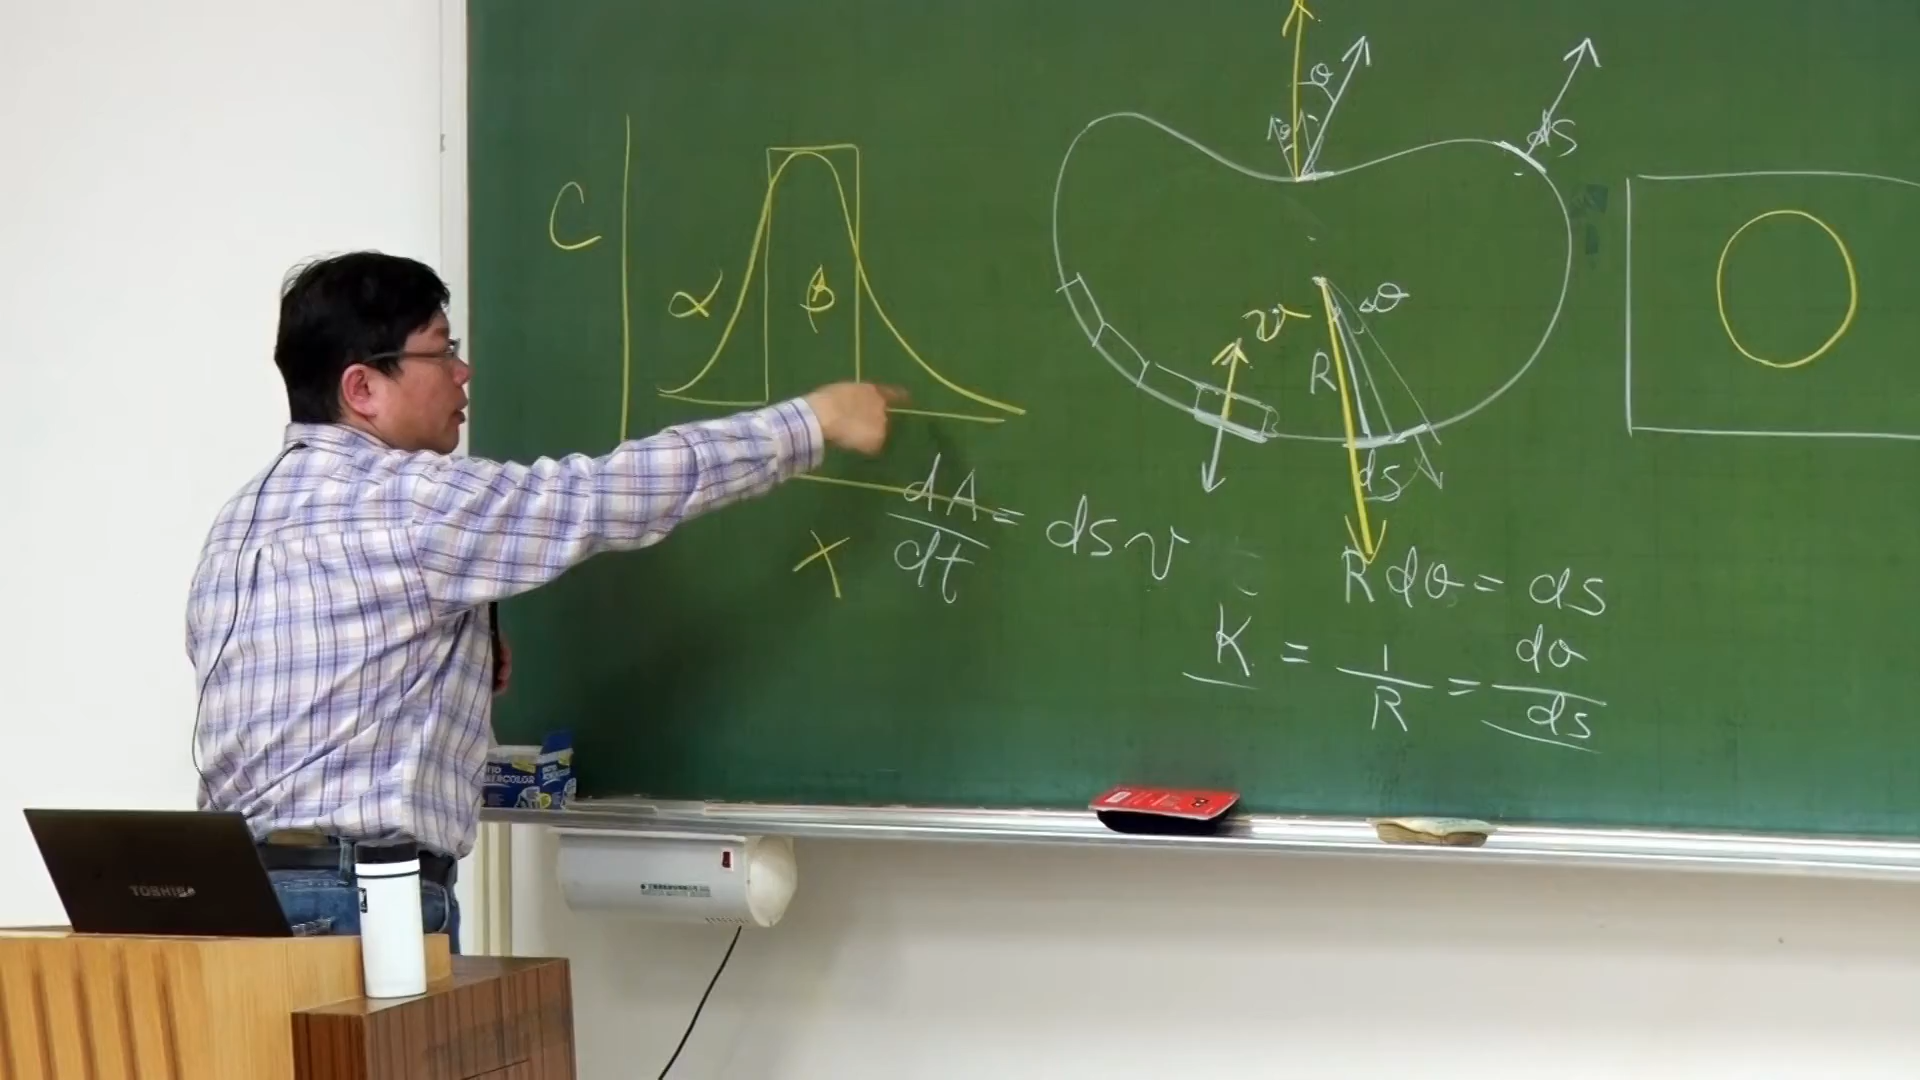 C
α
β
X
θ
ds
v
dθ
R
ds
dA/dt = ds v
R dθ = ds
K = 1/R = dθ/ds
TOSHIBA